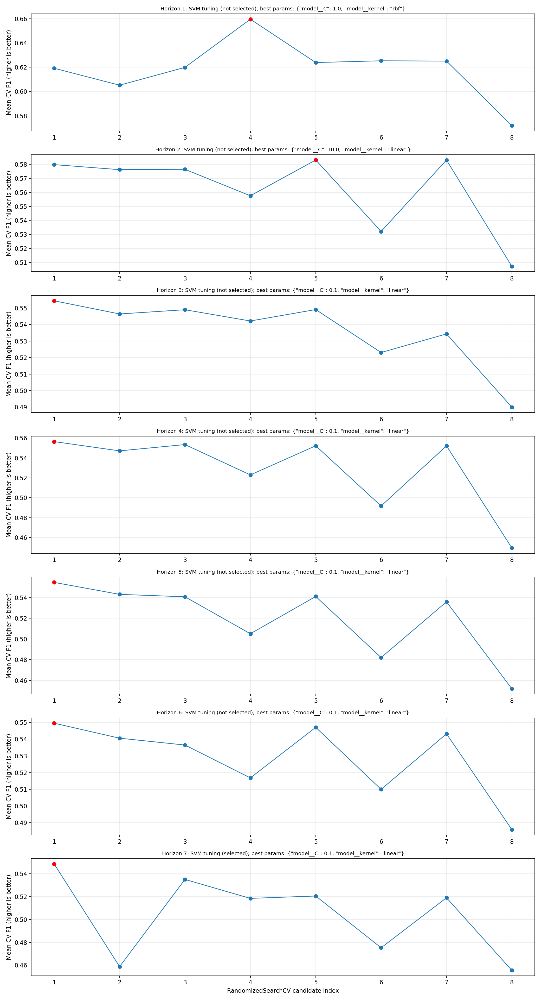 Horizon 1: SVM tuning (not selected); best params: {"model__C": 1.0, "model__kernel": "rbf"}
Mean CV F1 (higher is better)
0.66
0.64
0.62
0.60
0.58
1 2 3 4 5 6 7 8
Horizon 2: SVM tuning (not selected); best params: {"model__C": 10.0, "model__kernel": "linear"}
Mean CV F1 (higher is better)
0.58
0.57
0.56
0.55
0.54
0.53
0.52
0.51
1 2 3 4 5 6 7 8
Horizon 3: SVM tuning (not selected); best params: {"model__C": 0.1, "model__kernel": "linear"}
Mean CV F1 (higher is better)
0.55
0.54
0.53
0.52
0.51
0.50
0.49
1 2 3 4 5 6 7 8
Horizon 4: SVM tuning (not selected); best params: {"model__C": 0.1, "model__kernel": "linear"}
Mean CV F1 (higher is better)
0.56
0.54
0.52
0.50
0.48
0.46
1 2 3 4 5 6 7 8
Horizon 5: SVM tuning (not selected); best params: {"model__C": 0.1, "model__kernel": "linear"}
Mean CV F1 (higher is better)
0.54
0.52
0.50
0.48
0.46
1 2 3 4 5 6 7 8
Horizon 6: SVM tuning (not selected); best params: {"model__C": 0.1, "model__kernel": "linear"}
Mean CV F1 (higher is better)
0.55
0.54
0.53
0.52
0.51
0.50
0.49
1 2 3 4 5 6 7 8
Horizon 7: SVM tuning (selected); best params: {"model__C": 0.1, "model__kernel": "linear"}
Mean CV F1 (higher is better)
0.54
0.52
0.50
0.48
0.46
1 2 3 4 5 6 7 8
RandomizedSearchCV candidate index